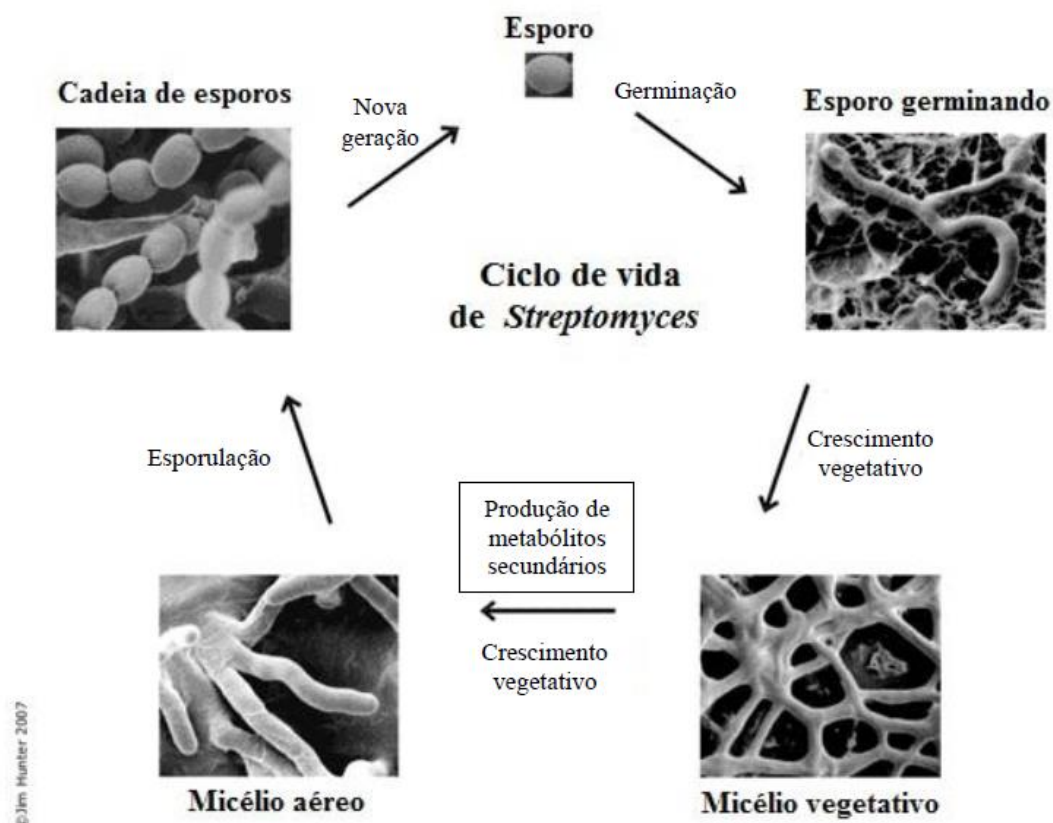 Esporo
Germinação
Esporo germinando
Crescimento
vegetativo
Micélio vegetativo
Produção de
metabólitos
secundários
Crescimento
vegetativo
Micélio aéreo
Esporulação
Cadeia de esporos
Nova
geração
Ciclo de vida
de Streptomyces
©Jim Hunter 2007